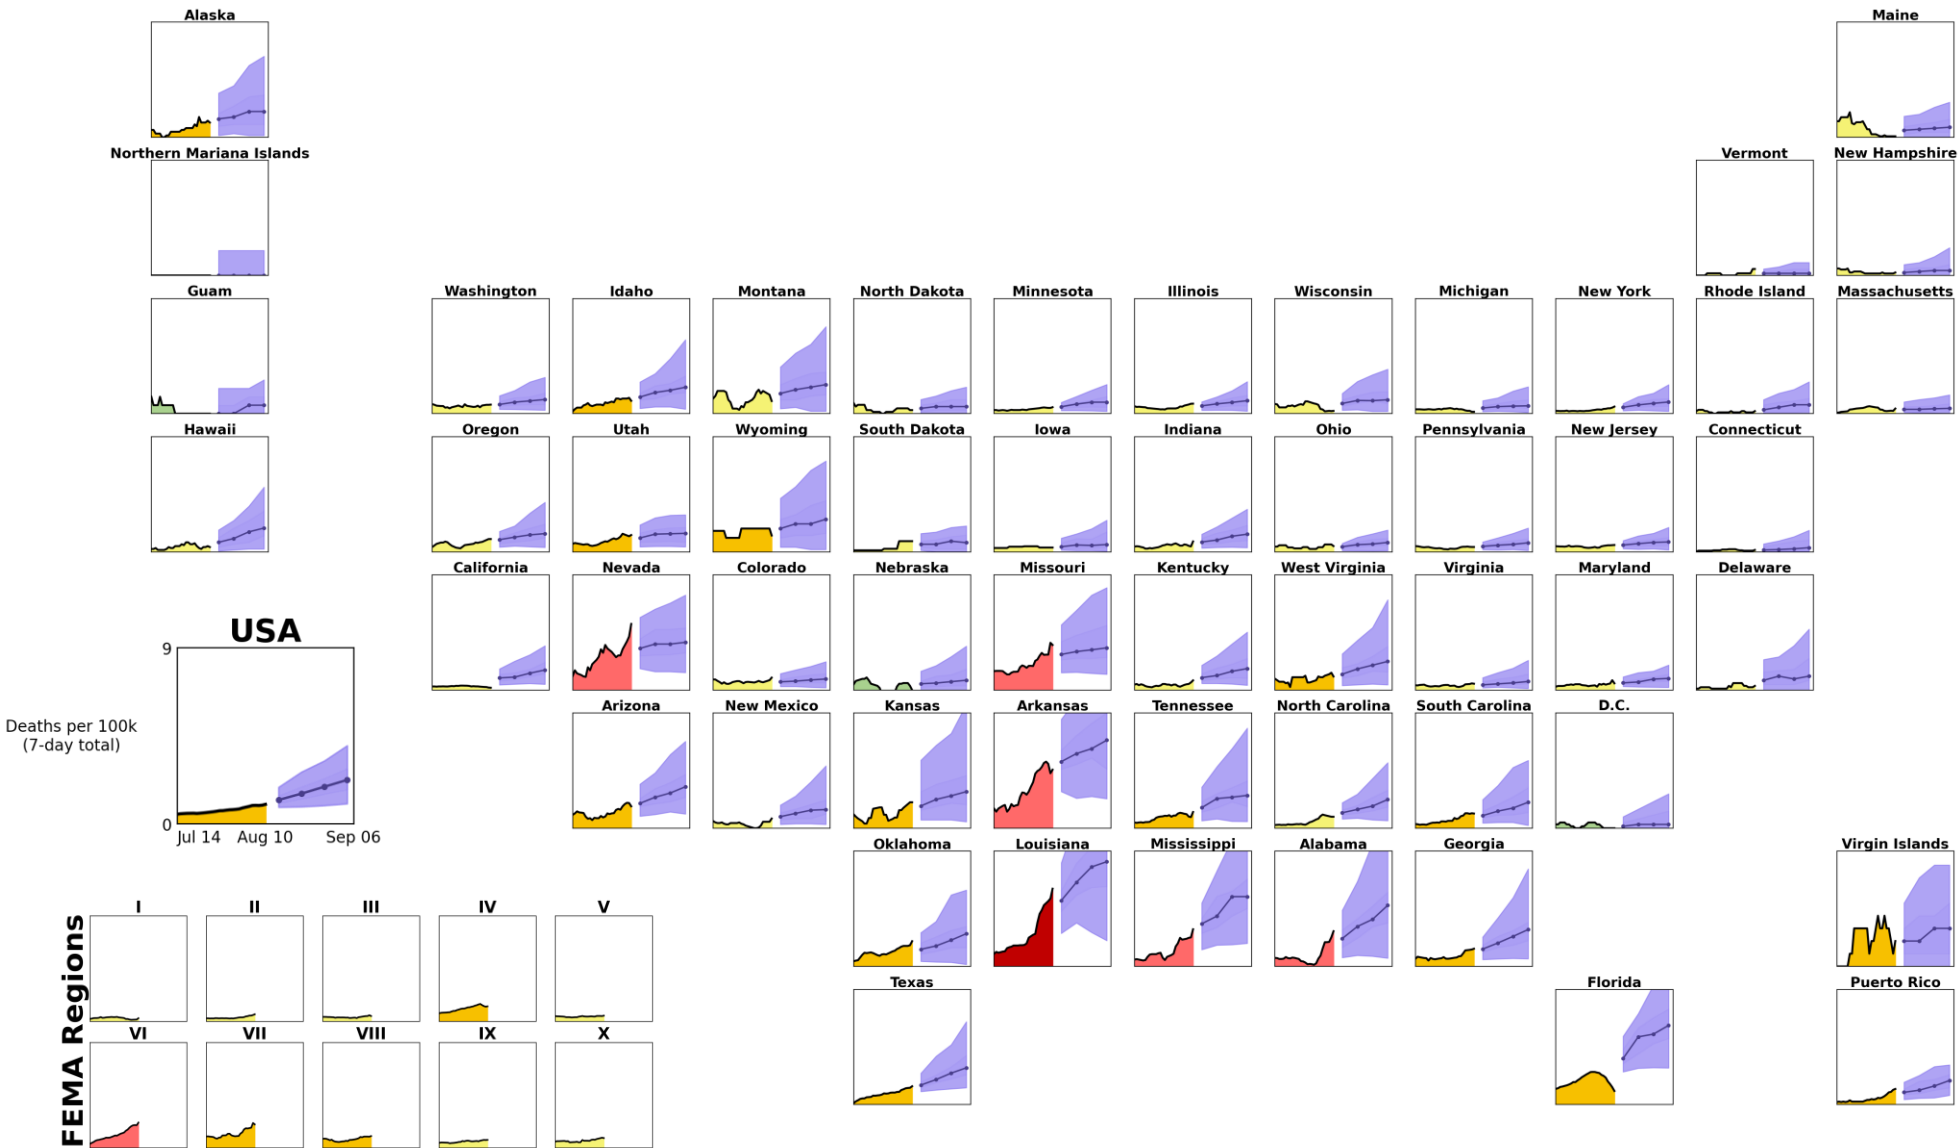 Alaska
Maine
Northern Mariana Islands
Vermont
New Hampshire
Guam
Washington
Idaho
Montana
North Dakota
Minnesota
Illinois
Wisconsin
Michigan
New York
Rhode Island
Massachusetts
Hawaii
Oregon
Utah
Wyoming
South Dakota
Iowa
Indiana
Ohio
Pennsylvania
New Jersey
Connecticut
California
Nevada
Colorado
Nebraska
Missouri
Kentucky
West Virginia
Virginia
Maryland
Delaware
USA
9
Deaths per 100k
(7-day total)
0
Jul 14
Aug 10
Sep 06
Arizona
New Mexico
Kansas
Arkansas
Tennessee
North Carolina
South Carolina
D.C.
Oklahoma
Louisiana
Mississippi
Alabama
Georgia
Virgin Islands
Texas
Florida
Puerto Rico
FEMA Regions
I
II
III
IV
V
VI
VII
VIII
IX
X